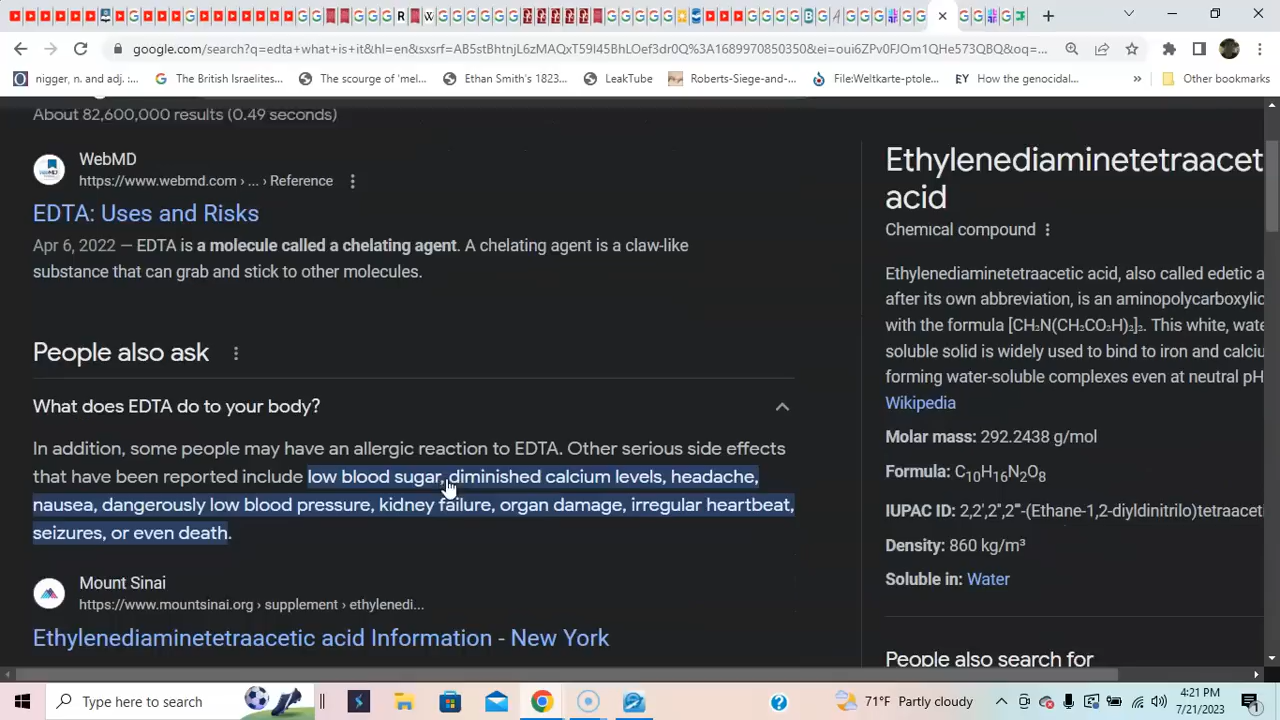 google.com/search?q=edta+what+is+it&hl=en&sxsrf=AB5stBhtnjL6zMAQxT59I45BhLOef3dr0Q%3A1689970850350&ei=oui6ZPv0FJOm1QHe573QBQ&oq=...
nigger, n. and adj. :...
The British Israelites...
The scourge of 'mel...
Ethan Smith's 1823...
LeakTube
Roberts-Siege-and-...
File:Weltkarte-ptole...
EY How the genocidal...
»
Other bookmarks
About 82,600,000 results (0.49 seconds)
WebMD
https://www.webmd.com › ... › Reference
EDTA: Uses and Risks
Apr 6, 2022 — EDTA is a molecule called a chelating agent. A chelating agent is a claw-like
substance that can grab and stick to other molecules.
People also ask
What does EDTA do to your body?
In addition, some people may have an allergic reaction to EDTA. Other serious side effects
that have been reported include low blood sugar, diminished calcium levels, headache,
nausea, dangerously low blood pressure, kidney failure, organ damage, irregular heartbeat,
seizures, or even death.
Mount Sinai
https://www.mountsinai.org › supplement › ethylenedi...
Ethylenediaminetetraacetic acid Information - New York
Ethylenediaminetetraacet
acid
Chemical compound
Ethylenediaminetetraacetic acid, also called edetic a
after its own abbreviation, is an aminopolycarboxylic
with the formula [CH₂N(CH₂CO₂H)₂]₂. This white, wate
soluble solid is widely used to bind to iron and calciu
forming water-soluble complexes even at neutral pH
Wikipedia
Molar mass: 292.2438 g/mol
Formula: C₁₀H₁₆N₂O₈
IUPAC ID: 2,2',2'',2'''-(Ethane-1,2-diyldinitrilo)tetraacet
Density: 860 kg/m³
Soluble in: Water
People also search for
Type here to search
71°F Partly cloudy
4:21 PM
7/21/2023